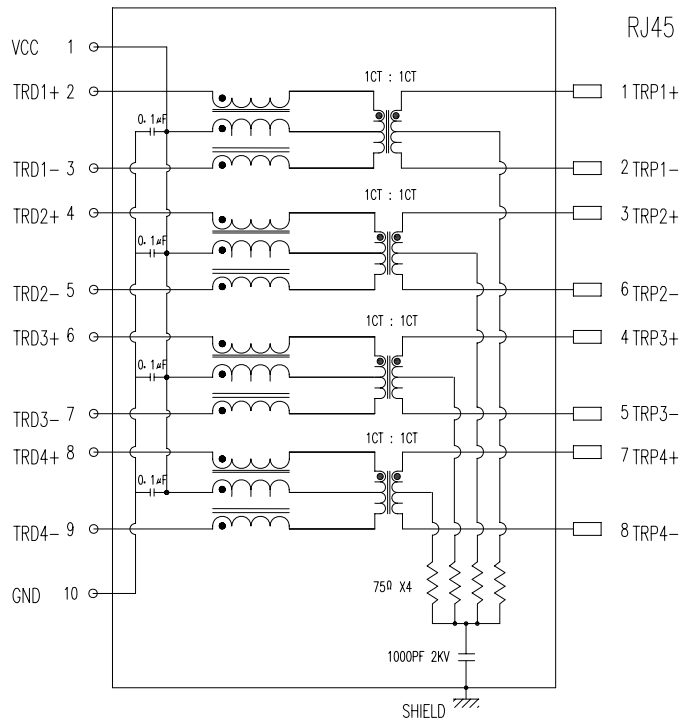 RJ45
VCC 1
1CT : 1CT
TRD1+ 2
1 TRP1+
0.1μF
TRD1- 3
2 TRP1-
1CT : 1CT
TRD2+ 4
3 TRP2+
0.1μF
TRD2- 5
6 TRP2-
1CT : 1CT
TRD3+ 6
4 TRP3+
0.1μF
TRD3- 7
5 TRP3-
1CT : 1CT
TRD4+ 8
7 TRP4+
0.1μF
TRD4- 9
8 TRP4-
75Ω X4
GND 10
1000PF 2KV
SHIELD